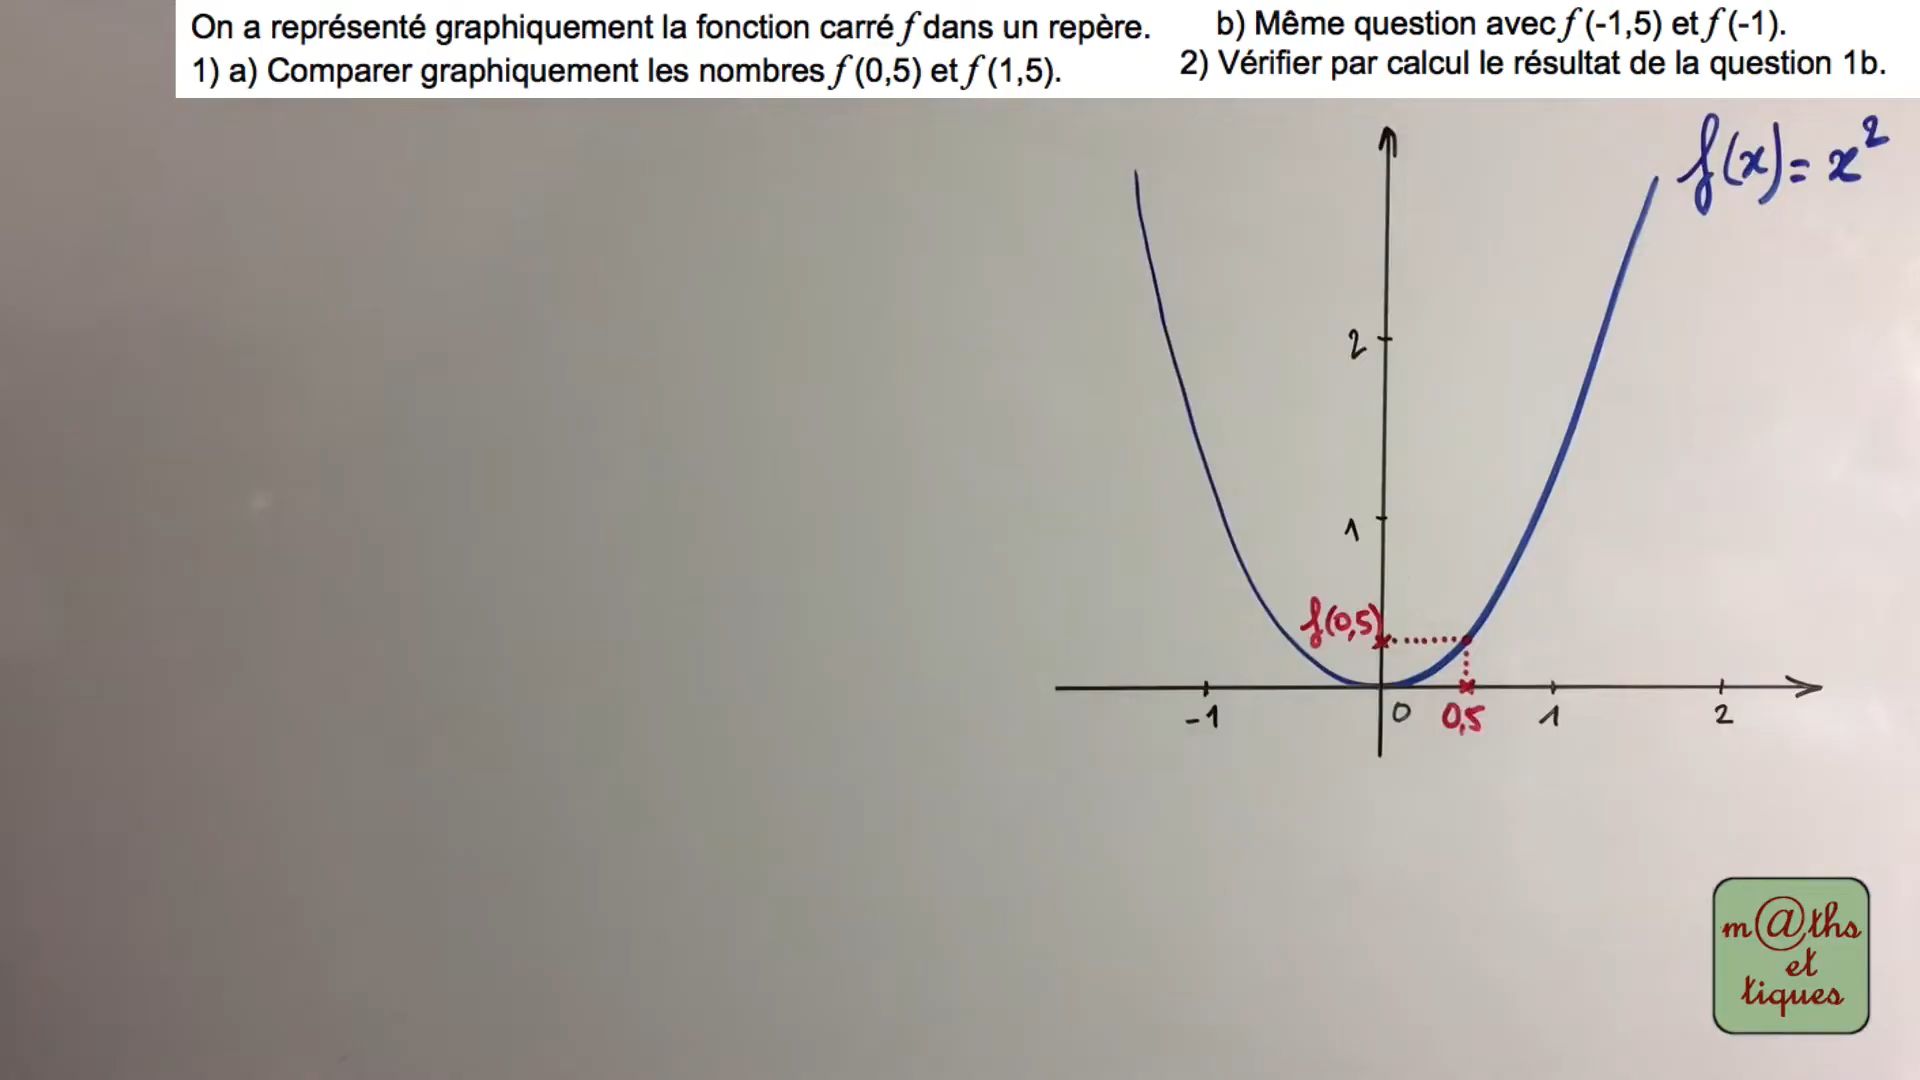 On a représenté graphiquement la fonction carré f dans un repère.
1) a) Comparer graphiquement les nombres f (0,5) et f (1,5).
b) Même question avec f (-1,5) et f (-1).
2) Vérifier par calcul le résultat de la question 1b.
f(x) = x²
2
1
f(0,5)
-1 0 0,5 1 2
m@ths
et
tiques